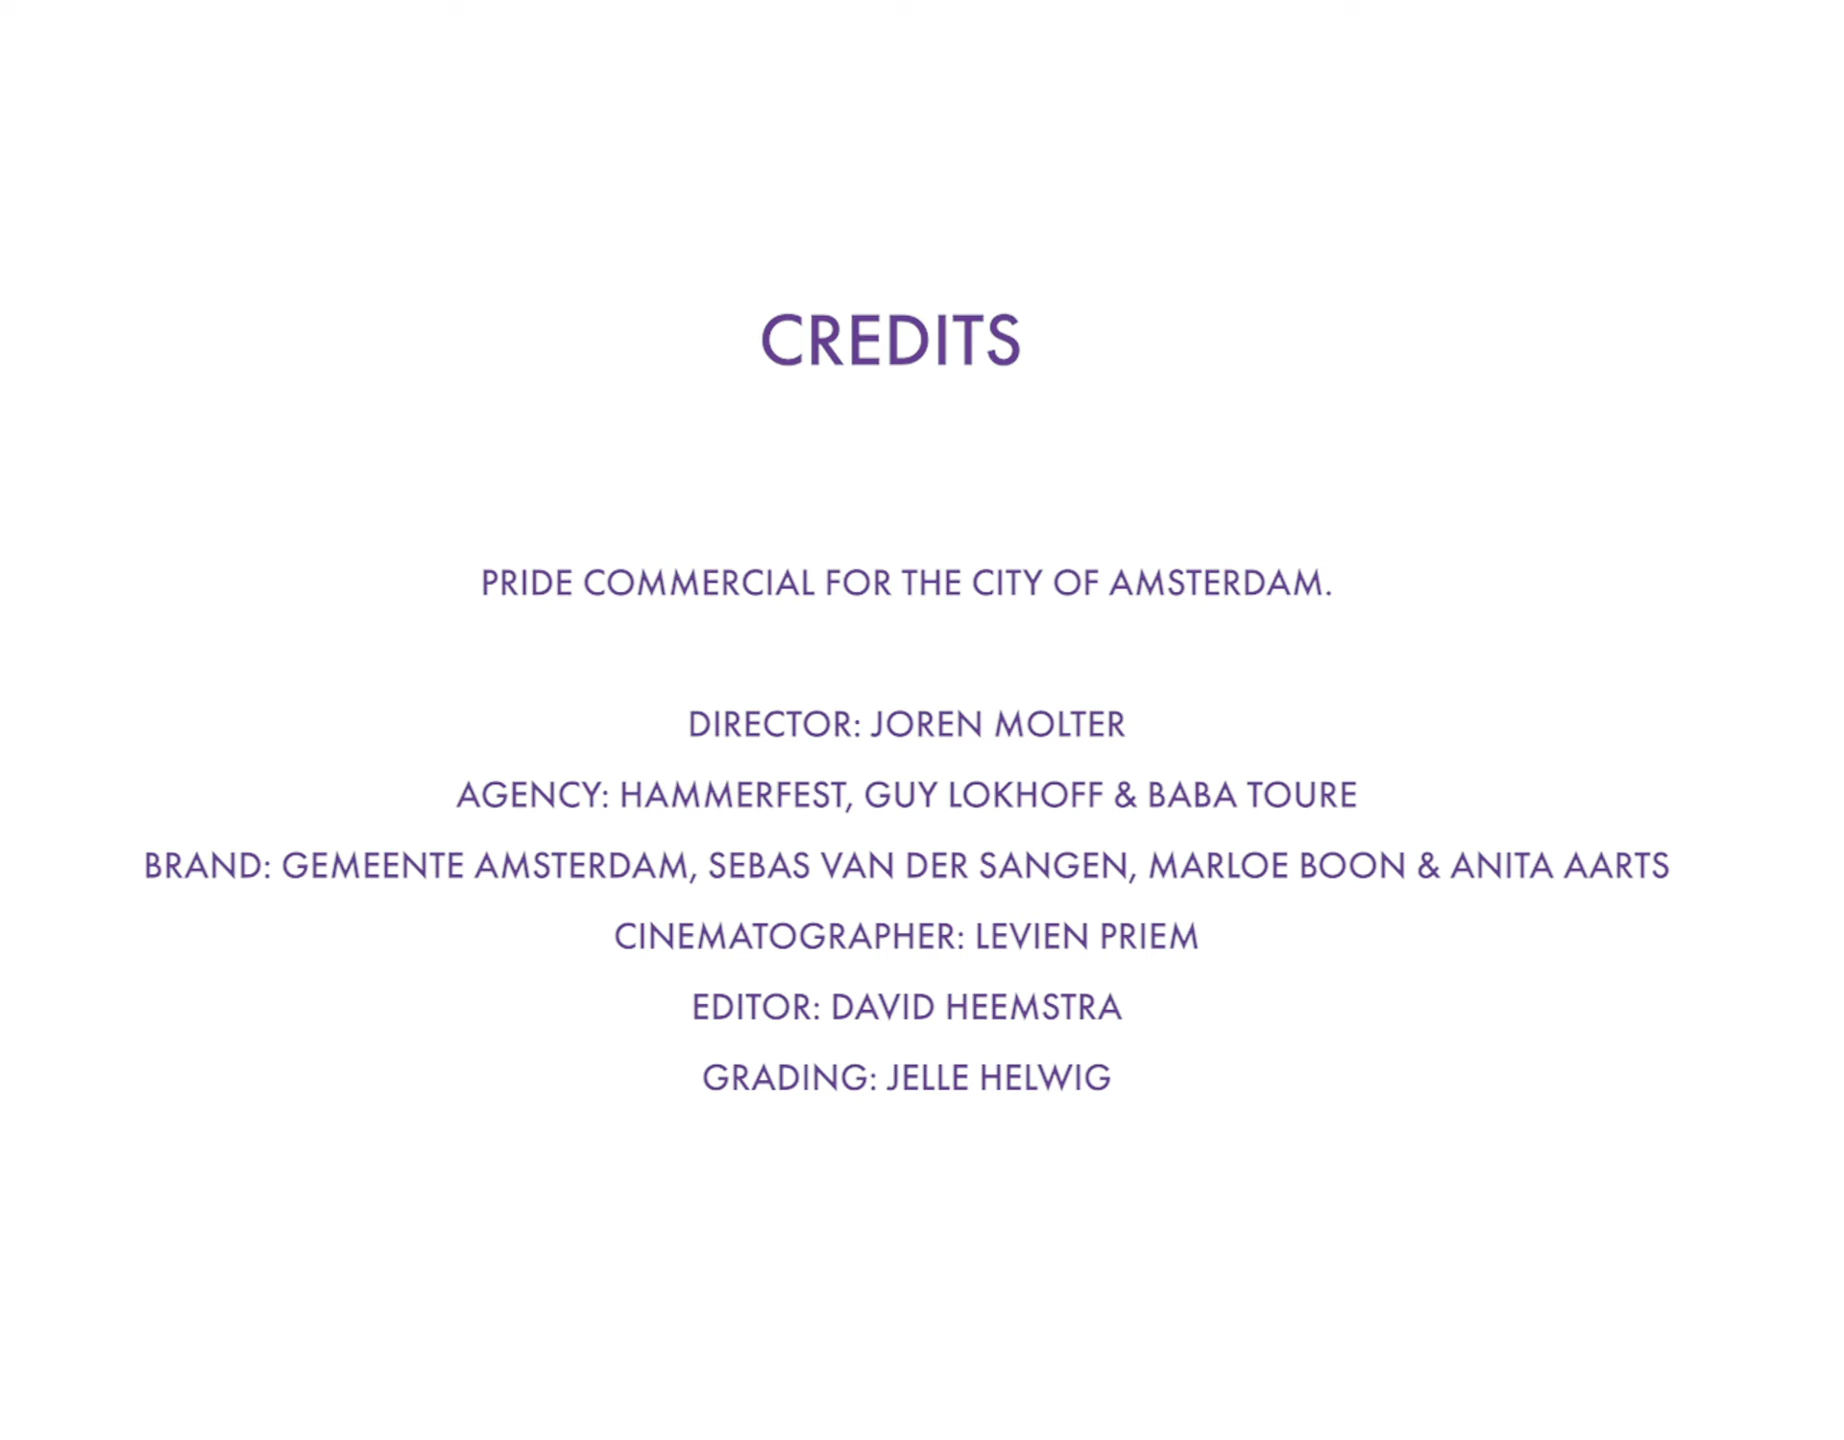 CREDITS
PRIDE COMMERCIAL FOR THE CITY OF AMSTERDAM.
DIRECTOR: JOREN MOLTER
AGENCY: HAMMERFEST, GUY LOKHOFF & BABA TOURE
BRAND: GEMEENTE AMSTERDAM, SEBAS VAN DER SANGEN, MARLOE BOON & ANITA AARTS
CINEMATOGRAPHER: LEVIEN PRIEM
EDITOR: DAVID HEEMSTRA
GRADING: JELLE HELWIG